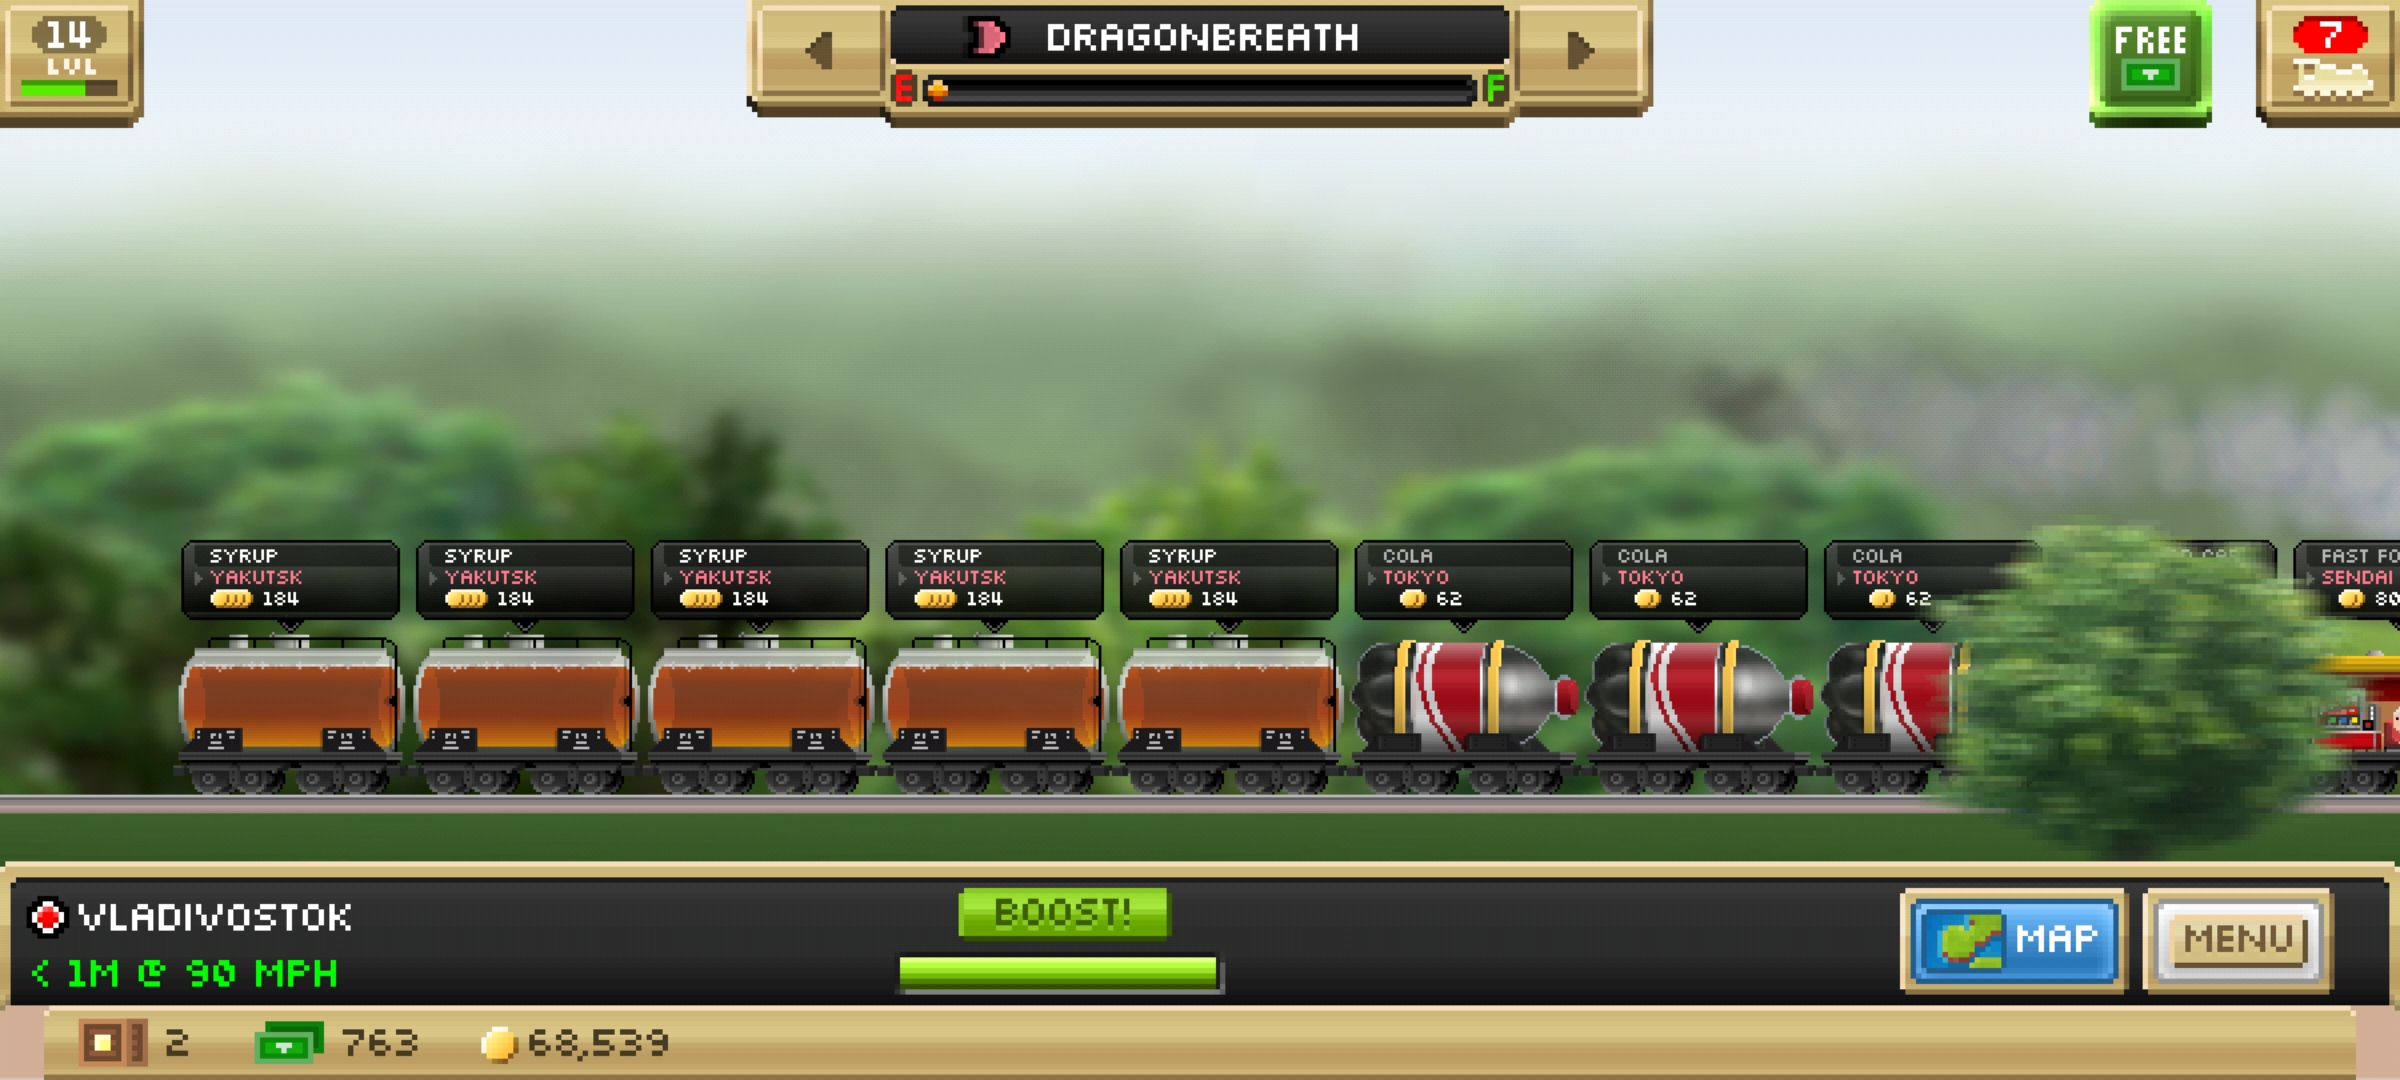 14
LVL
DRAGONBREATH
E
F
FREE
7
SYRUP
YAKUTSK
184
SYRUP
YAKUTSK
184
SYRUP
YAKUTSK
184
SYRUP
YAKUTSK
184
SYRUP
YAKUTSK
184
COLA
TOKYO
62
COLA
TOKYO
62
COLA
TOKYO
62
FAST
SENDAI
80
VLADIVOSTOK
< 1M @ 90 MPH
BOOST!
MAP
MENU
2
763
68,539